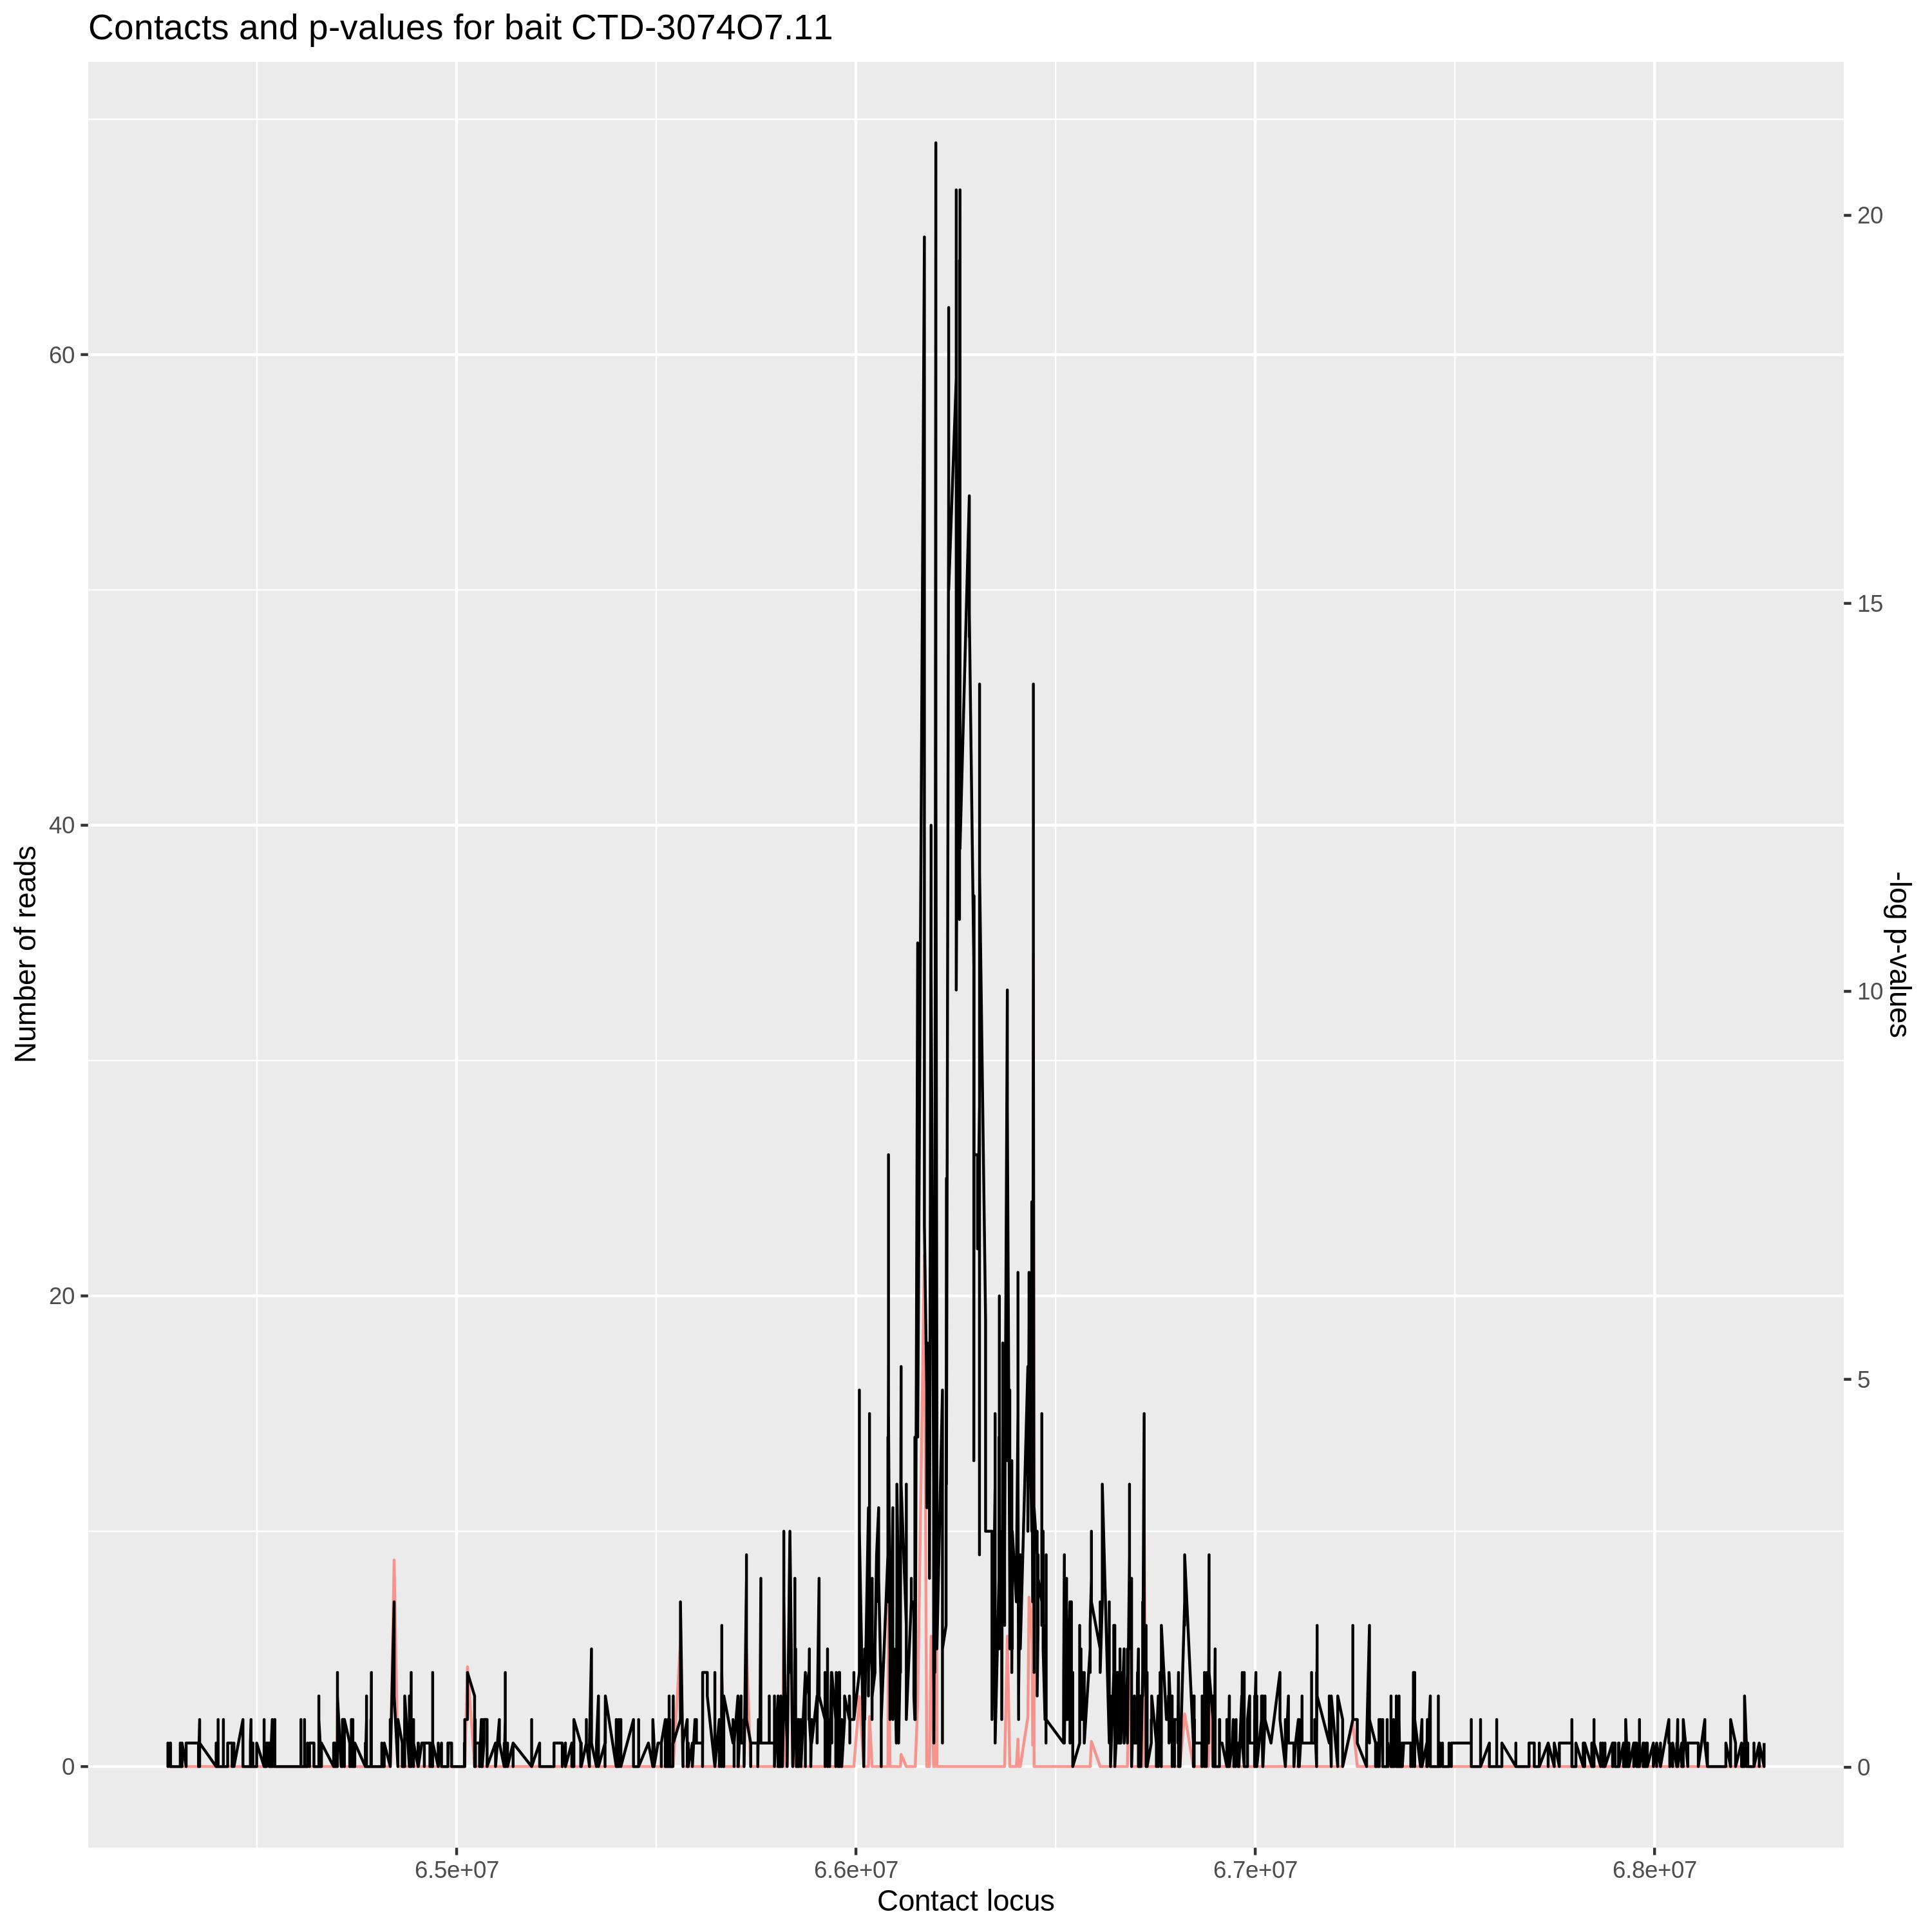 Contacts and p-values for bait CTD-3074O7.11
Number of reads
60
40
20
0
20
15
10
5
0
-log p-values
6.5e+07
6.6e+07
6.7e+07
6.8e+07
Contact locus